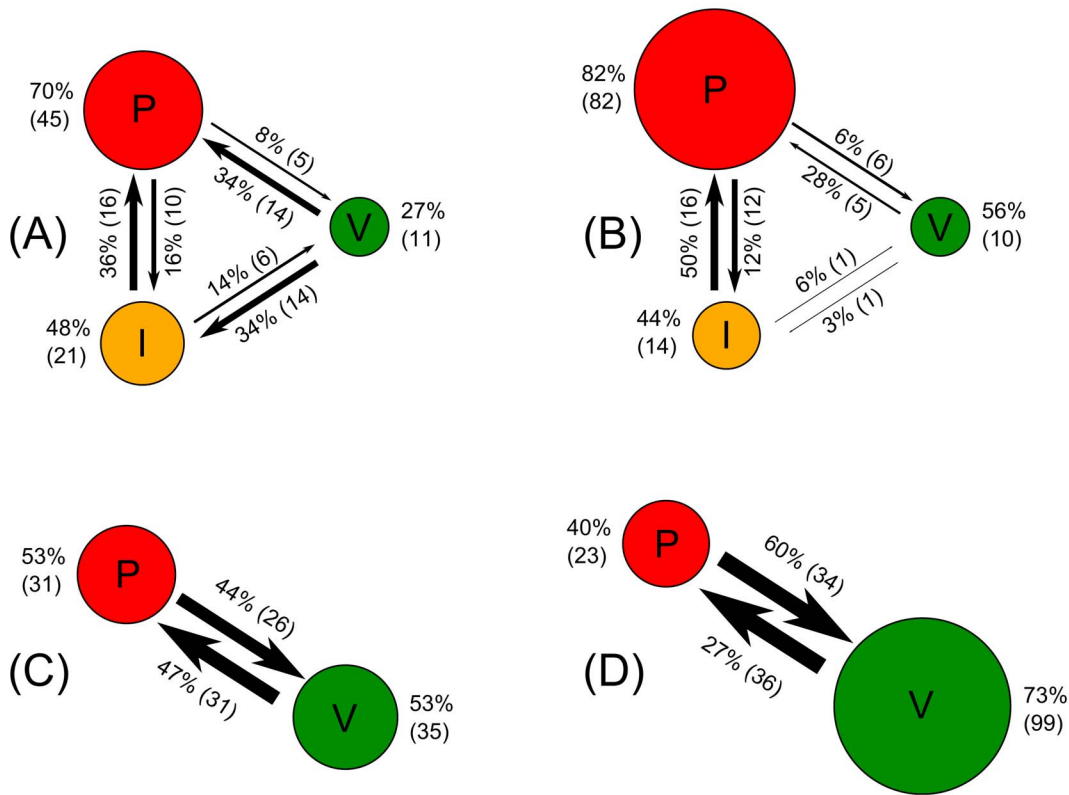 P
70%
(45)
8% (5)
34% (14)
(A)
36% (16)
16% (10)
V
27%
(11)
14% (6)
34% (14)
48%
(21)
I
P
82%
(82)
6% (6)
28% (5)
(B)
50% (16)
12% (12)
V
56%
(10)
6% (1)
3% (1)
44%
(14)
I
53%
(31)
P
44% (26)
47% (31)
(C)
V
53%
(35)
40%
(23)
P
60% (34)
27% (36)
(D)
V
73%
(99)